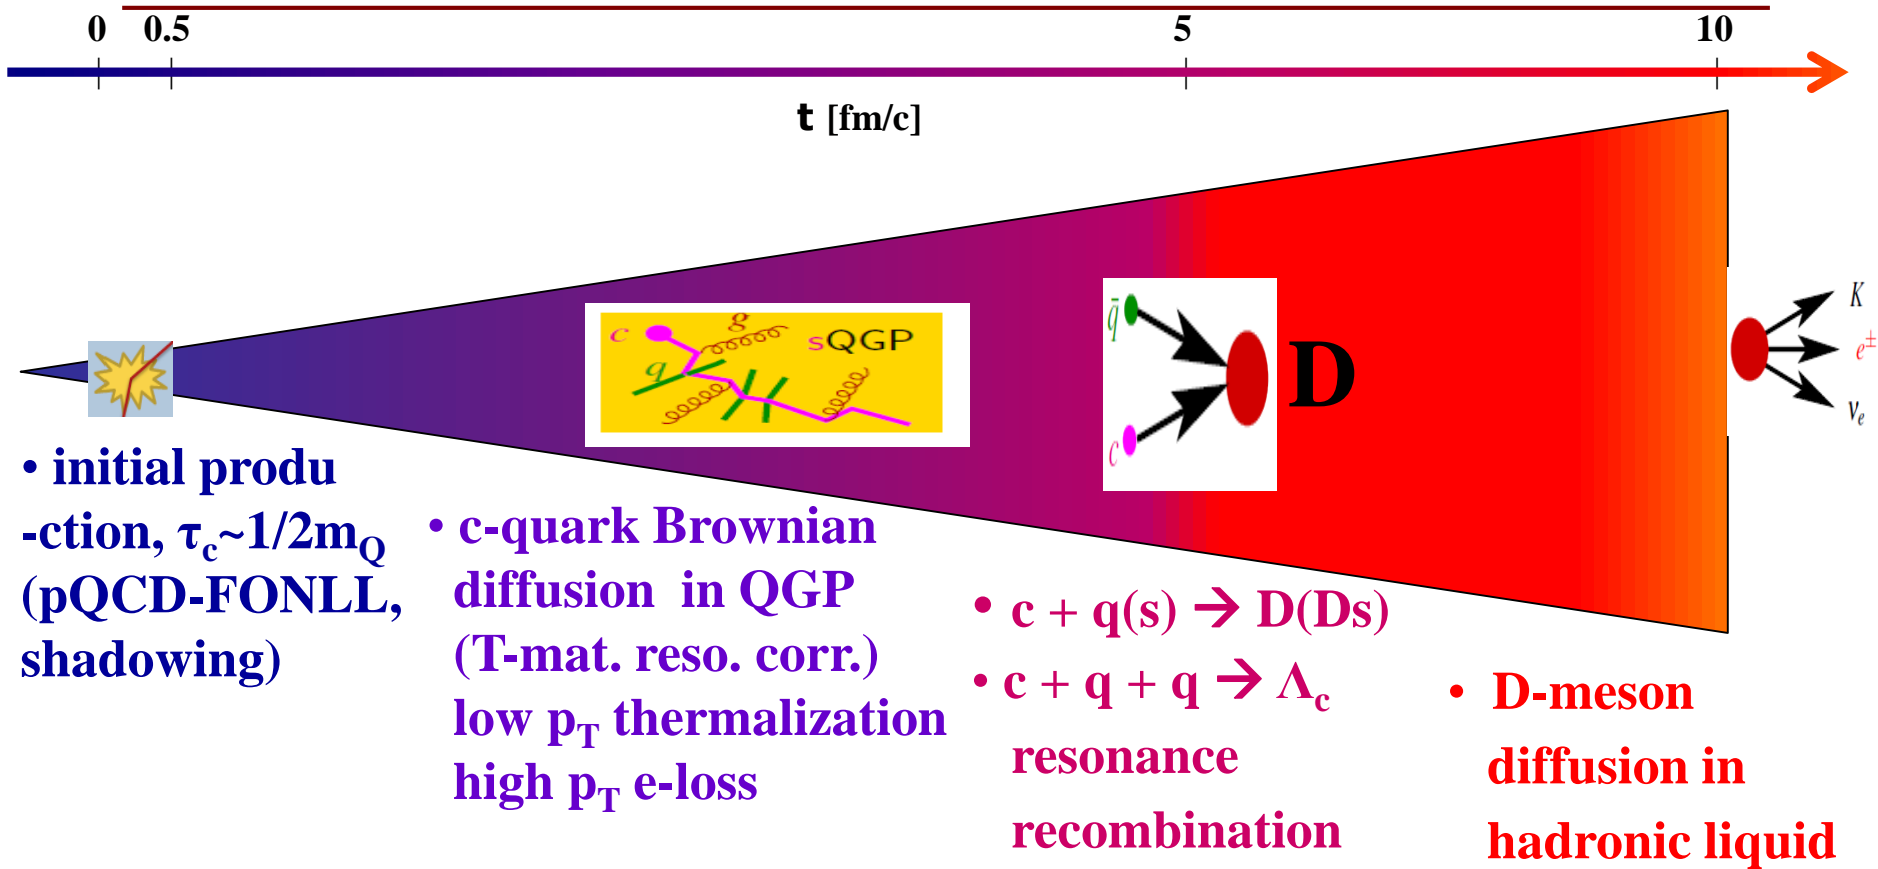 0 0.5 5 10
t [fm/c]
c g sQGP
q
q̄
c
D
K
e±
νe
• initial produ
-ction, τc~1/2mQ
(pQCD-FONLL,
shadowing)
• c-quark Brownian
diffusion in QGP
(T-mat. reso. corr.)
low pT thermalization
high pT e-loss
• c + q(s) → D(Ds)
• c + q + q → Λc
resonance
recombination
• D-meson
diffusion in
hadronic liquid